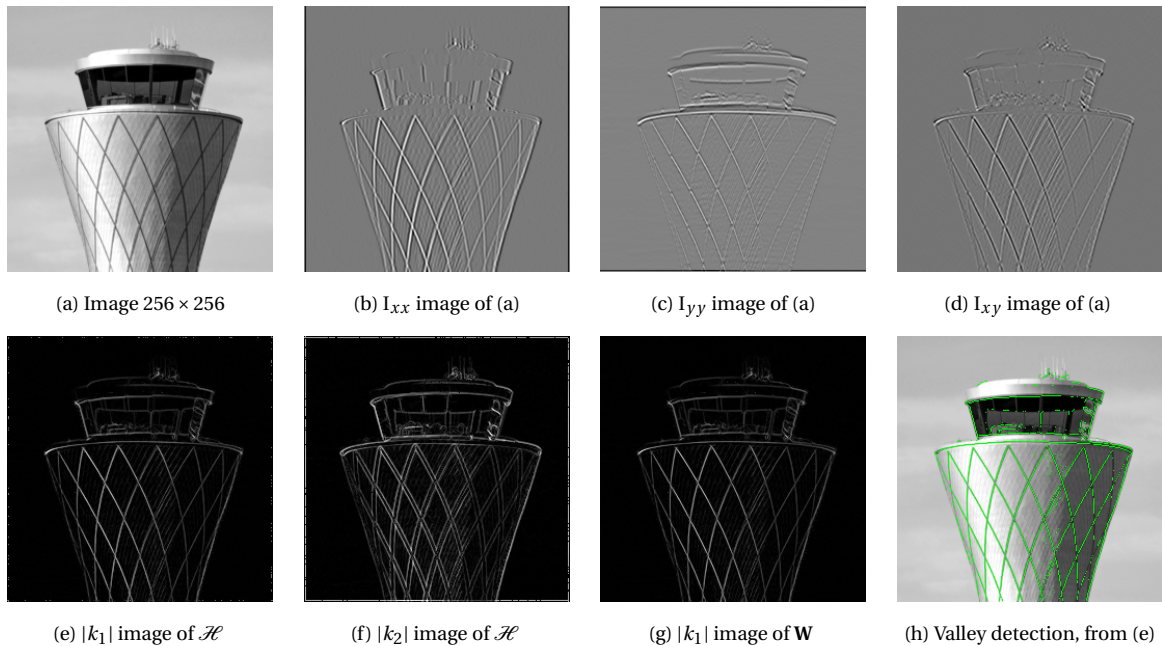 (a) Image 256 × 256
(b) I_xx image of (a)
(c) I_yy image of (a)
(d) I_xy image of (a)
(e) |k_1| image of ℋ
(f) |k_2| image of ℋ
(g) |k_1| image of W
(h) Valley detection, from (e)